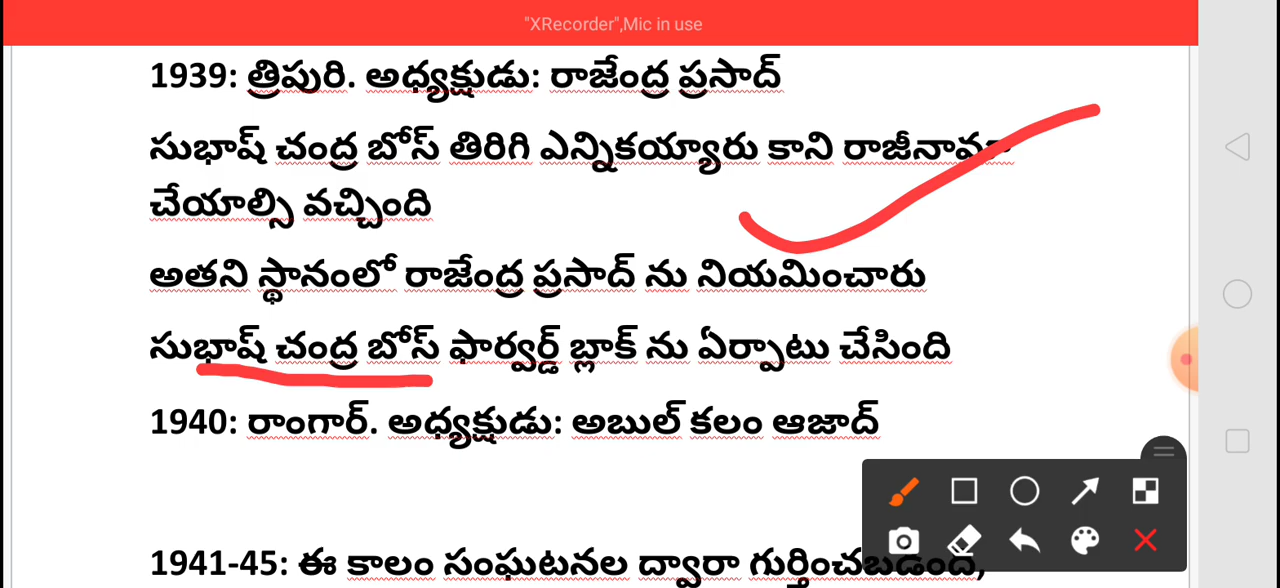 "XRecorder",Mic in use
1939: త్రిపురి. అధ్యక్షుడు: రాజేంద్ర ప్రసాద్
సుభాష్ చంద్ర బోస్ తిరిగి ఎన్నికయ్యారు కాని రాజీనామా
చేయాల్సి వచ్చింది
అతని స్థానంలో రాజేంద్ర ప్రసాద్ ను నియమించారు
సుభాష్ చంద్ర బోస్ ఫార్వర్డ్ బ్లాక్ ను ఏర్పాటు చేసింది
1940: రాంగార్. అధ్యక్షుడు: అబుల్ కలం ఆజాద్
1941-45: ఈ కాలం సంఘటనల ద్వారా గుర్తించబడింది,